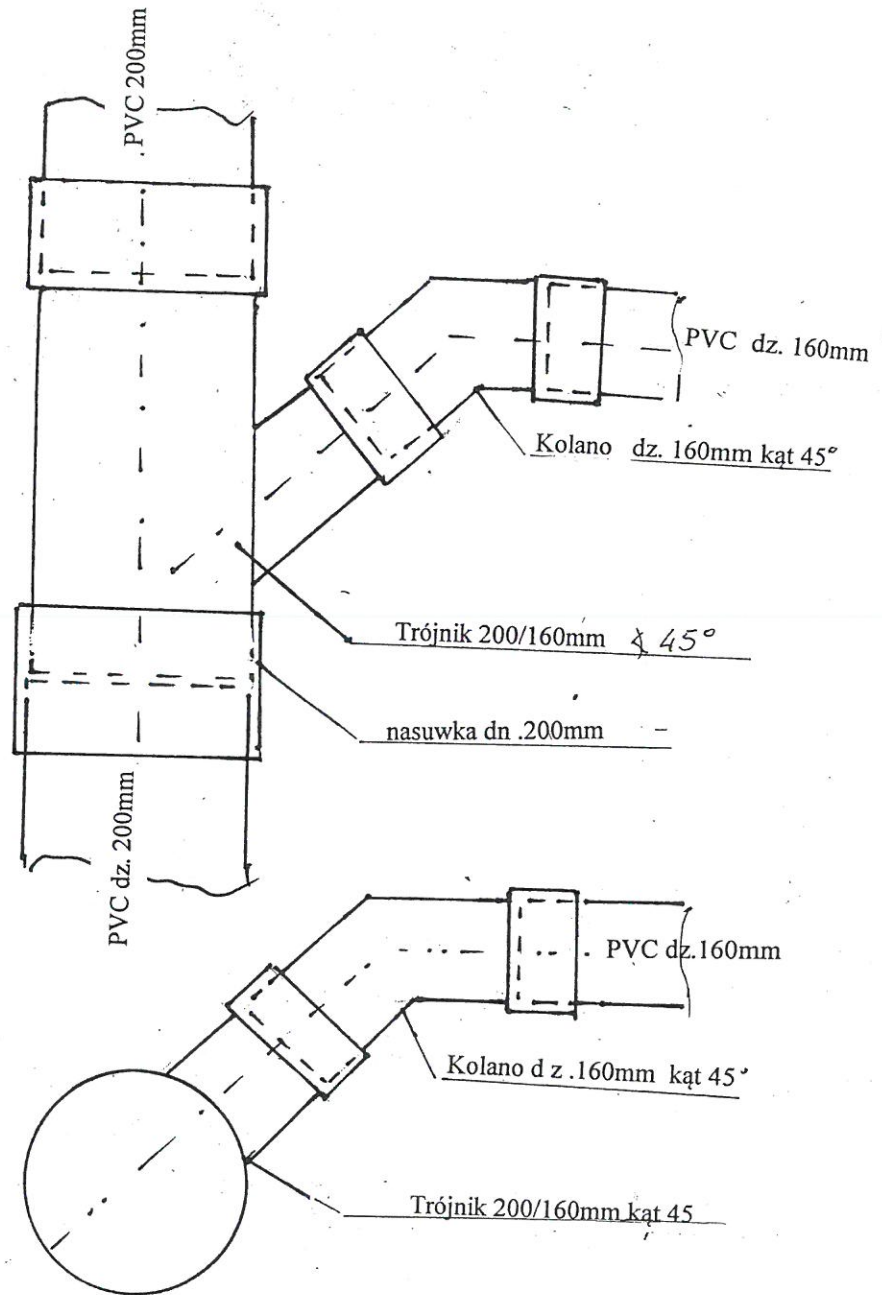 PVC 200mm
PVC dz. 160mm
Kolano dz. 160mm kąt 45°
Trójnik 200/160mm ∡ 45°
nasuwka dn .200mm -
PVC dz. 200mm
PVC dz.160mm
Kolano d z .160mm kąt 45°
Trójnik 200/160mm kąt 45